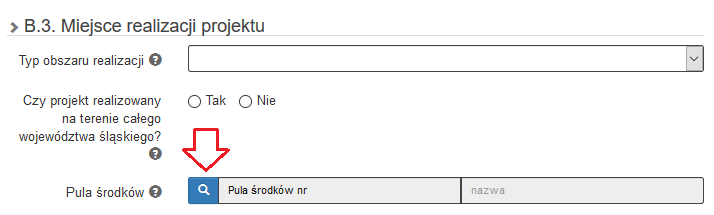 B.3. Miejsce realizacji projektu
Typ obszaru realizacji ?
Czy projekt realizowany
na terenie całego
województwa śląskiego?
?
Tak Nie
Pula środków ? Pula środków nr nazwa